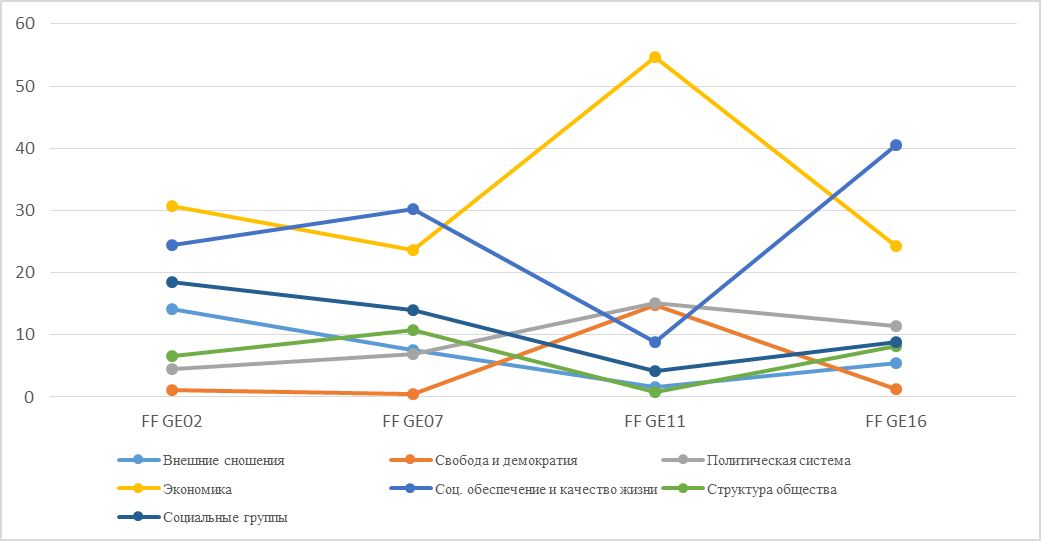 60
50
40
30
20
10
0
FF GE02 FF GE07 FF GE11 FF GE16
Внешние сношения Свобода и демократия Политическая система
Экономика Соц. обеспечение и качество жизни Структура общества
Социальные группы